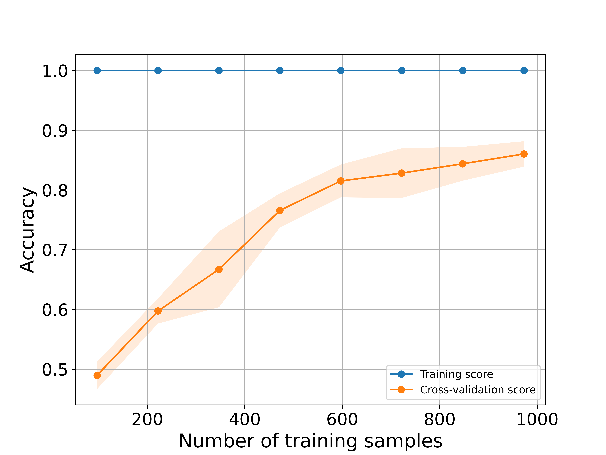 1.0
0.9
0.8
0.7
0.6
0.5
Accuracy
200
400
600
800
1000
Number of training samples
Training score
Cross-validation score